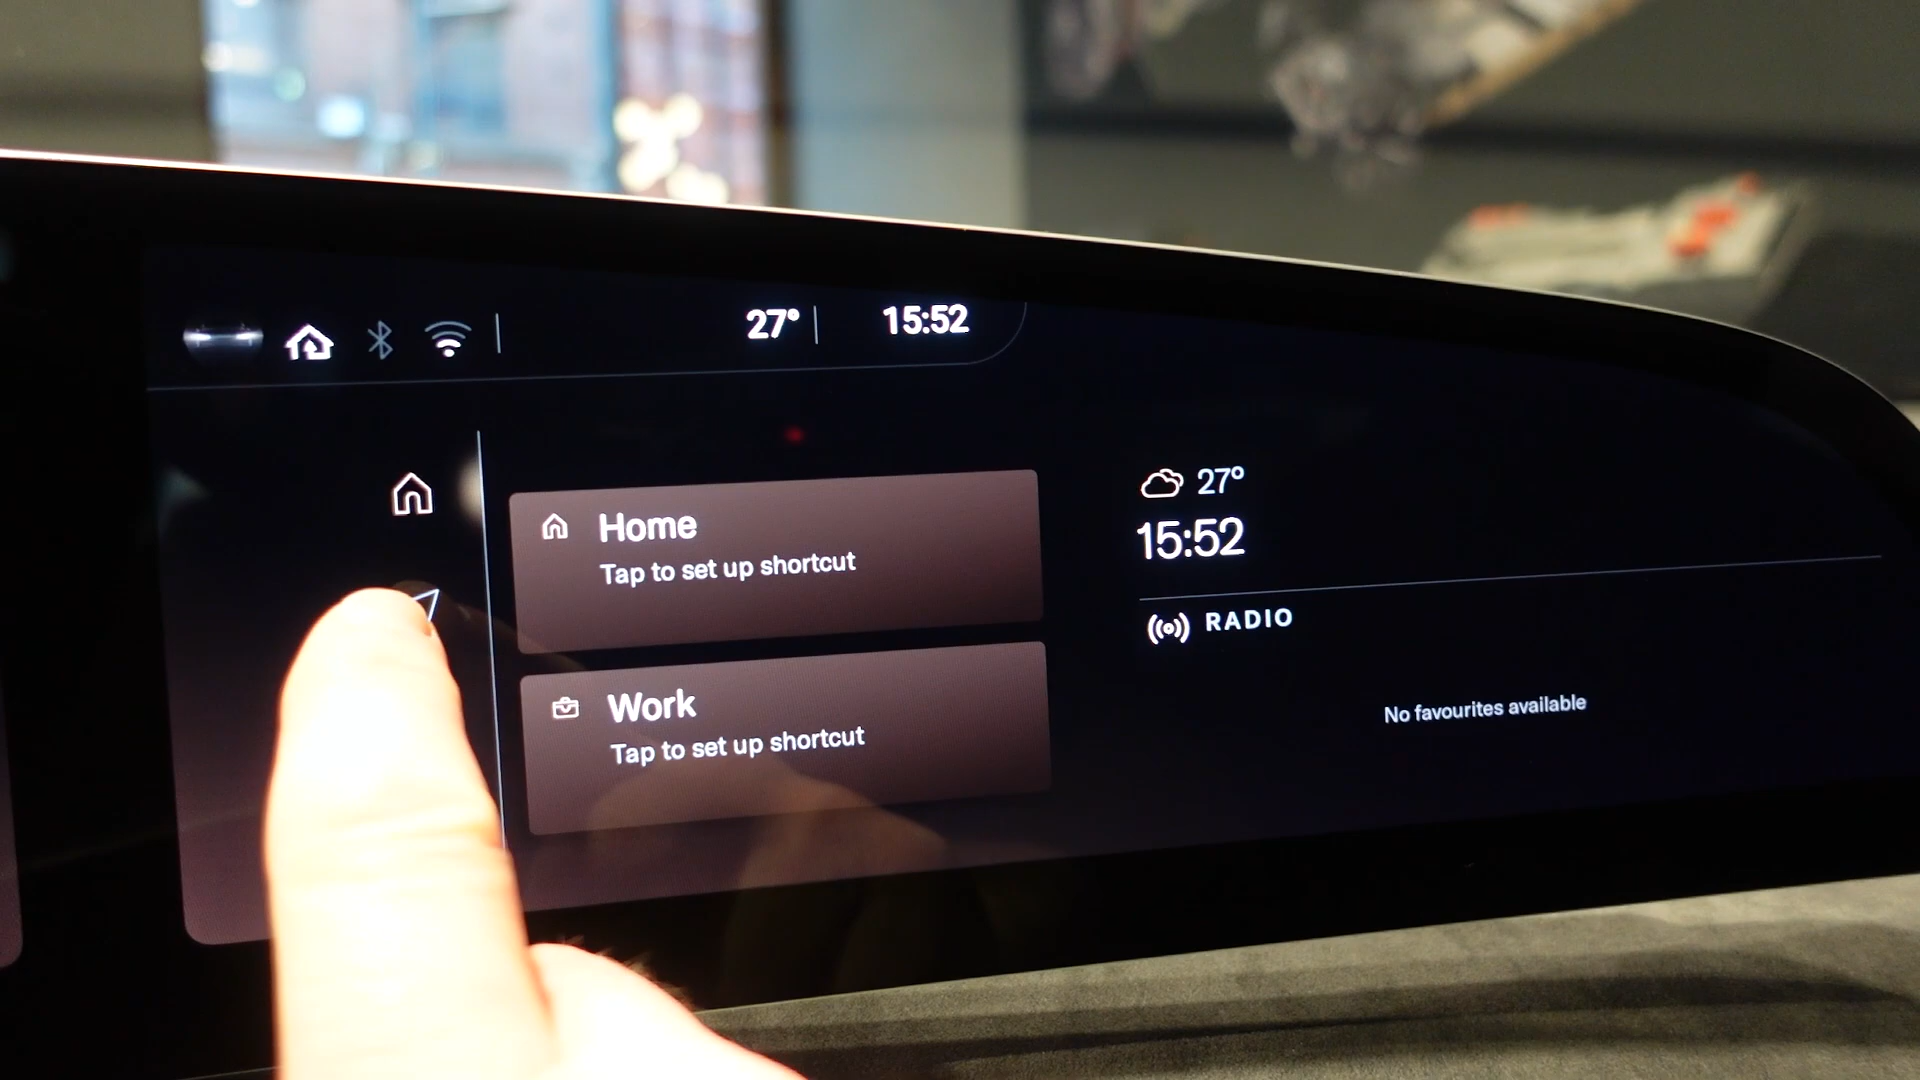 27° 15:52
Home
Tap to set up shortcut
Work
Tap to set up shortcut
27°
15:52
RADIO
No favourites available